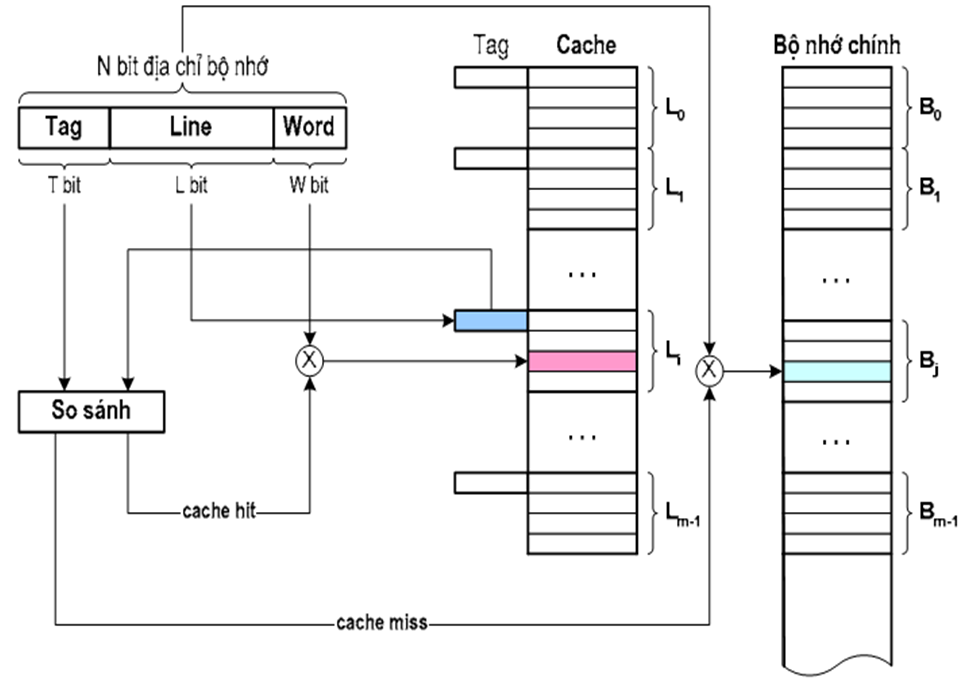 Tag Cache Bộ nhớ chính
N bit địa chỉ bộ nhớ
Tag Line Word
T bit L bit W bit
L0 B0
L1 B1
... ...
Li Bj
X X
So sánh
... ...
cache hit
Lm-1 Bm-1
cache miss